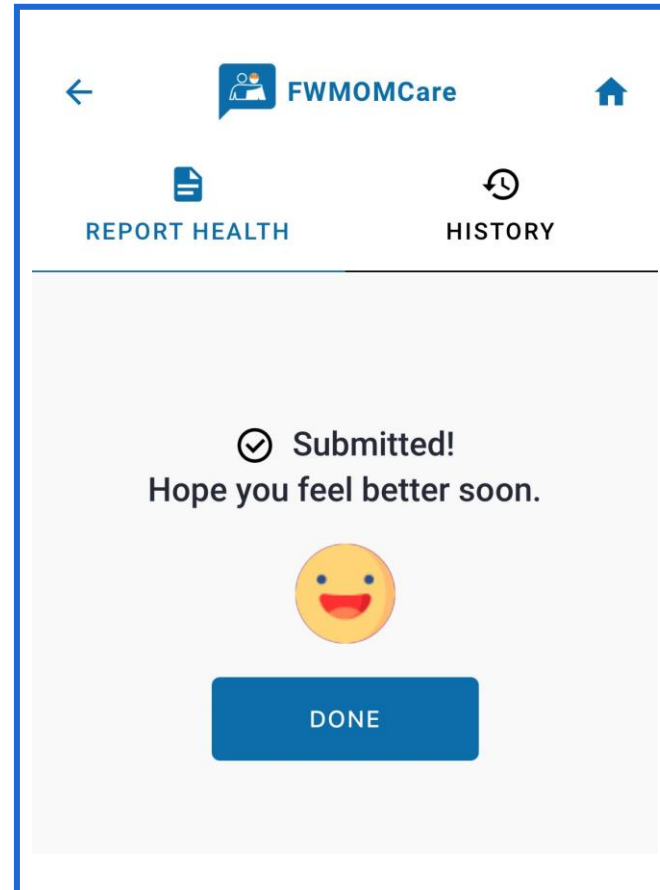 FWMOMCare
REPORT HEALTH
HISTORY
Submitted!
Hope you feel better soon.
DONE